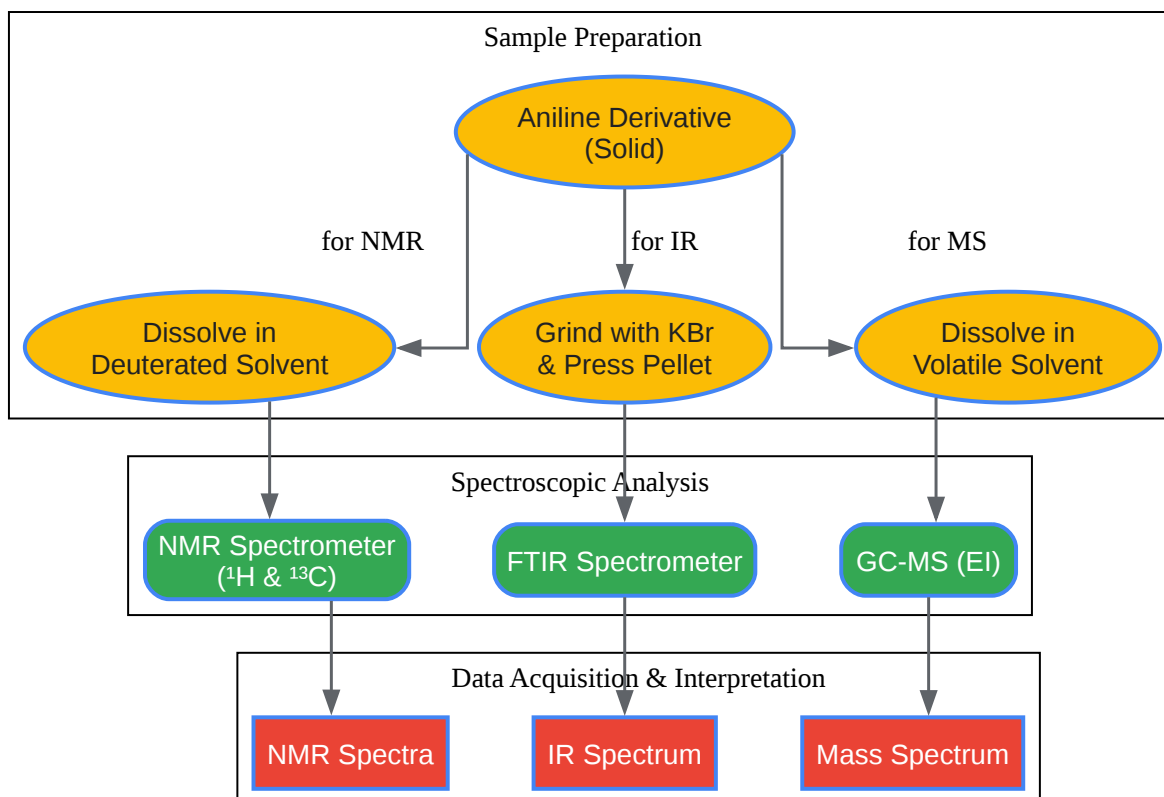 Sample Preparation
Aniline Derivative
(Solid)
for NMR
for IR
for MS
Dissolve in
Deuterated Solvent
Grind with KBr
& Press Pellet
Dissolve in
Volatile Solvent
Spectroscopic Analysis
NMR Spectrometer
(¹H & ¹³C)
FTIR Spectrometer
GC-MS (EI)
Data Acquisition & Interpretation
NMR Spectra
IR Spectrum
Mass Spectrum